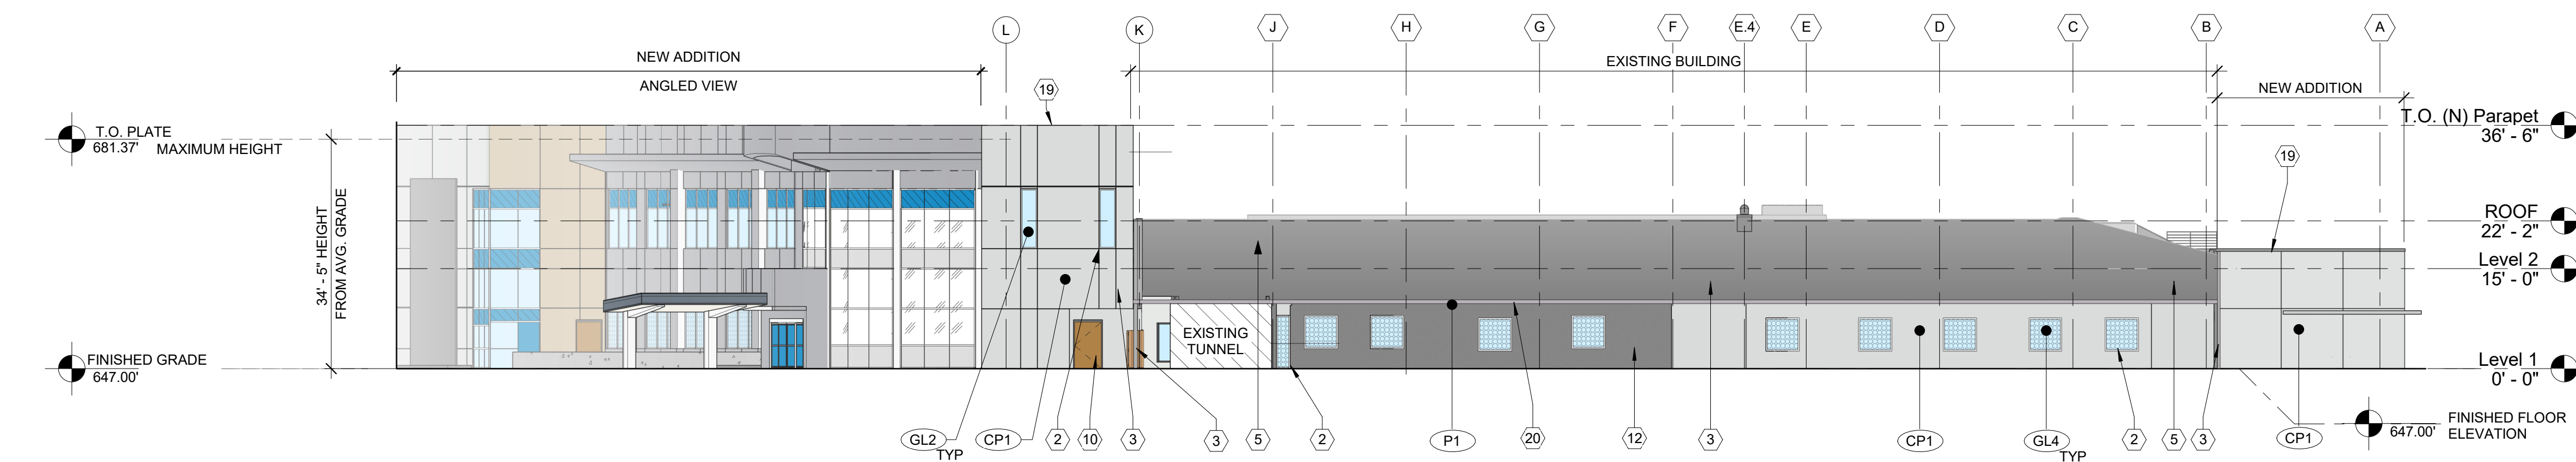 L K J H G F E.4 E D C B A
NEW ADDITION
ANGLED VIEW
EXISTING BUILDING
NEW ADDITION
19
T.O. PLATE
681.37'
MAXIMUM HEIGHT
T.O. (N) Parapet
36' - 6"
19
34' - 5" HEIGHT
FROM AVG. GRADE
ROOF
22' - 2"
Level 2
15' - 0"
EXISTING
TUNNEL
FINISHED GRADE
647.00'
Level 1
0' - 0"
GL2
TYP
CP1
2
10
3
3
5
2
P1
20
12
3
CP1
GL4
TYP
2
5
3
CP1
647.00'
FINISHED FLOOR
ELEVATION